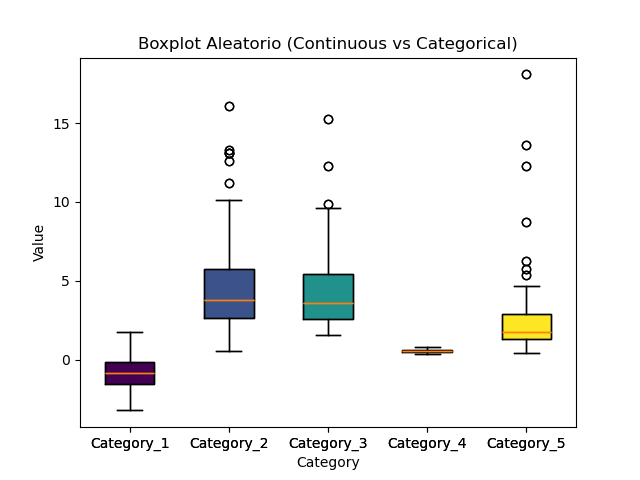 Boxplot Aleatorio (Continuous vs Categorical)
Value
15
10
5
0
Category_1 Category_2 Category_3 Category_4 Category_5
Category